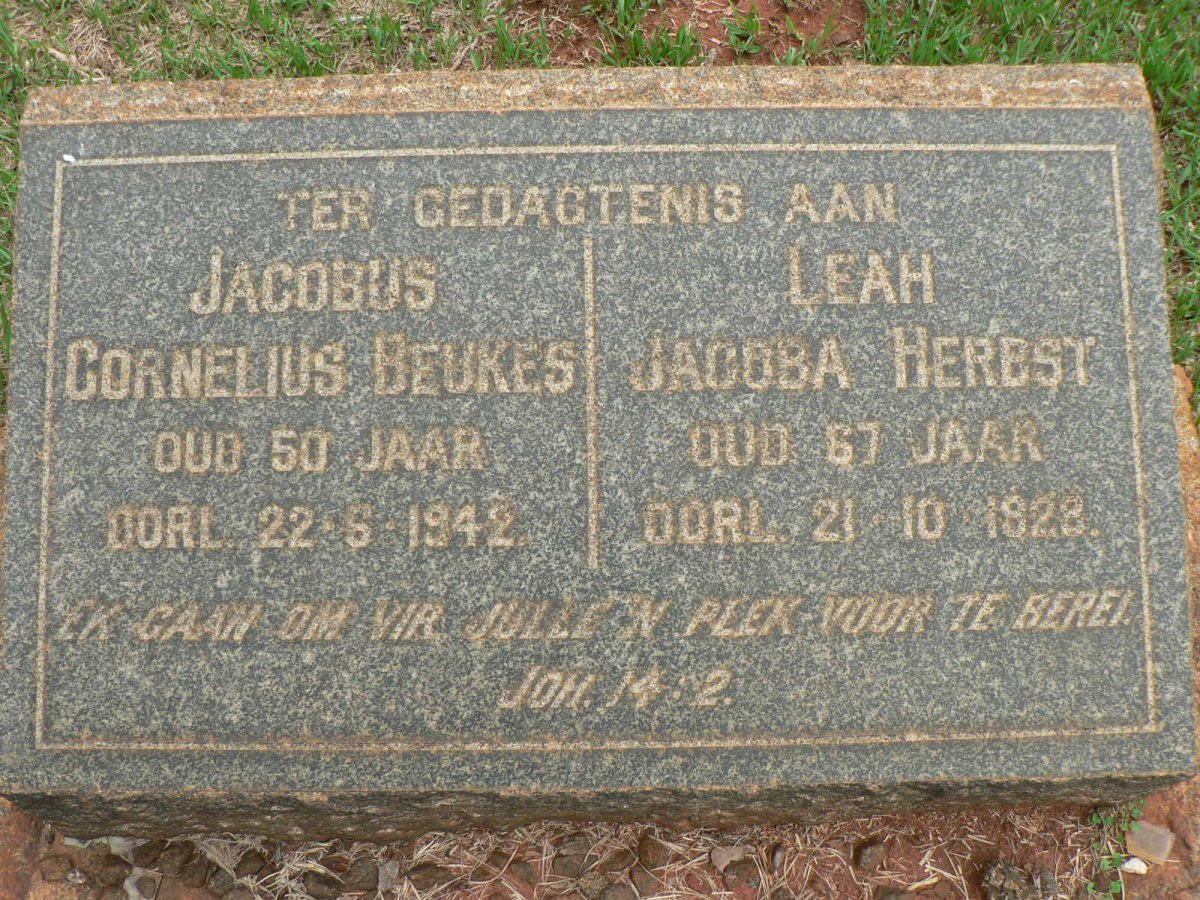 TER GEDAGTENIS AAN
JACOBUS
CORNELIUS BEUKES
OUD 50 JAAR
OORL. 22·6·1942.
LEAH
JACOBA HERBST
OUD 67 JAAR
OORL. 21·10·1928.
EK GAAN OM VIR JULLE 'N PLEK VOOR TE BEREI.
JOH. 14:2.